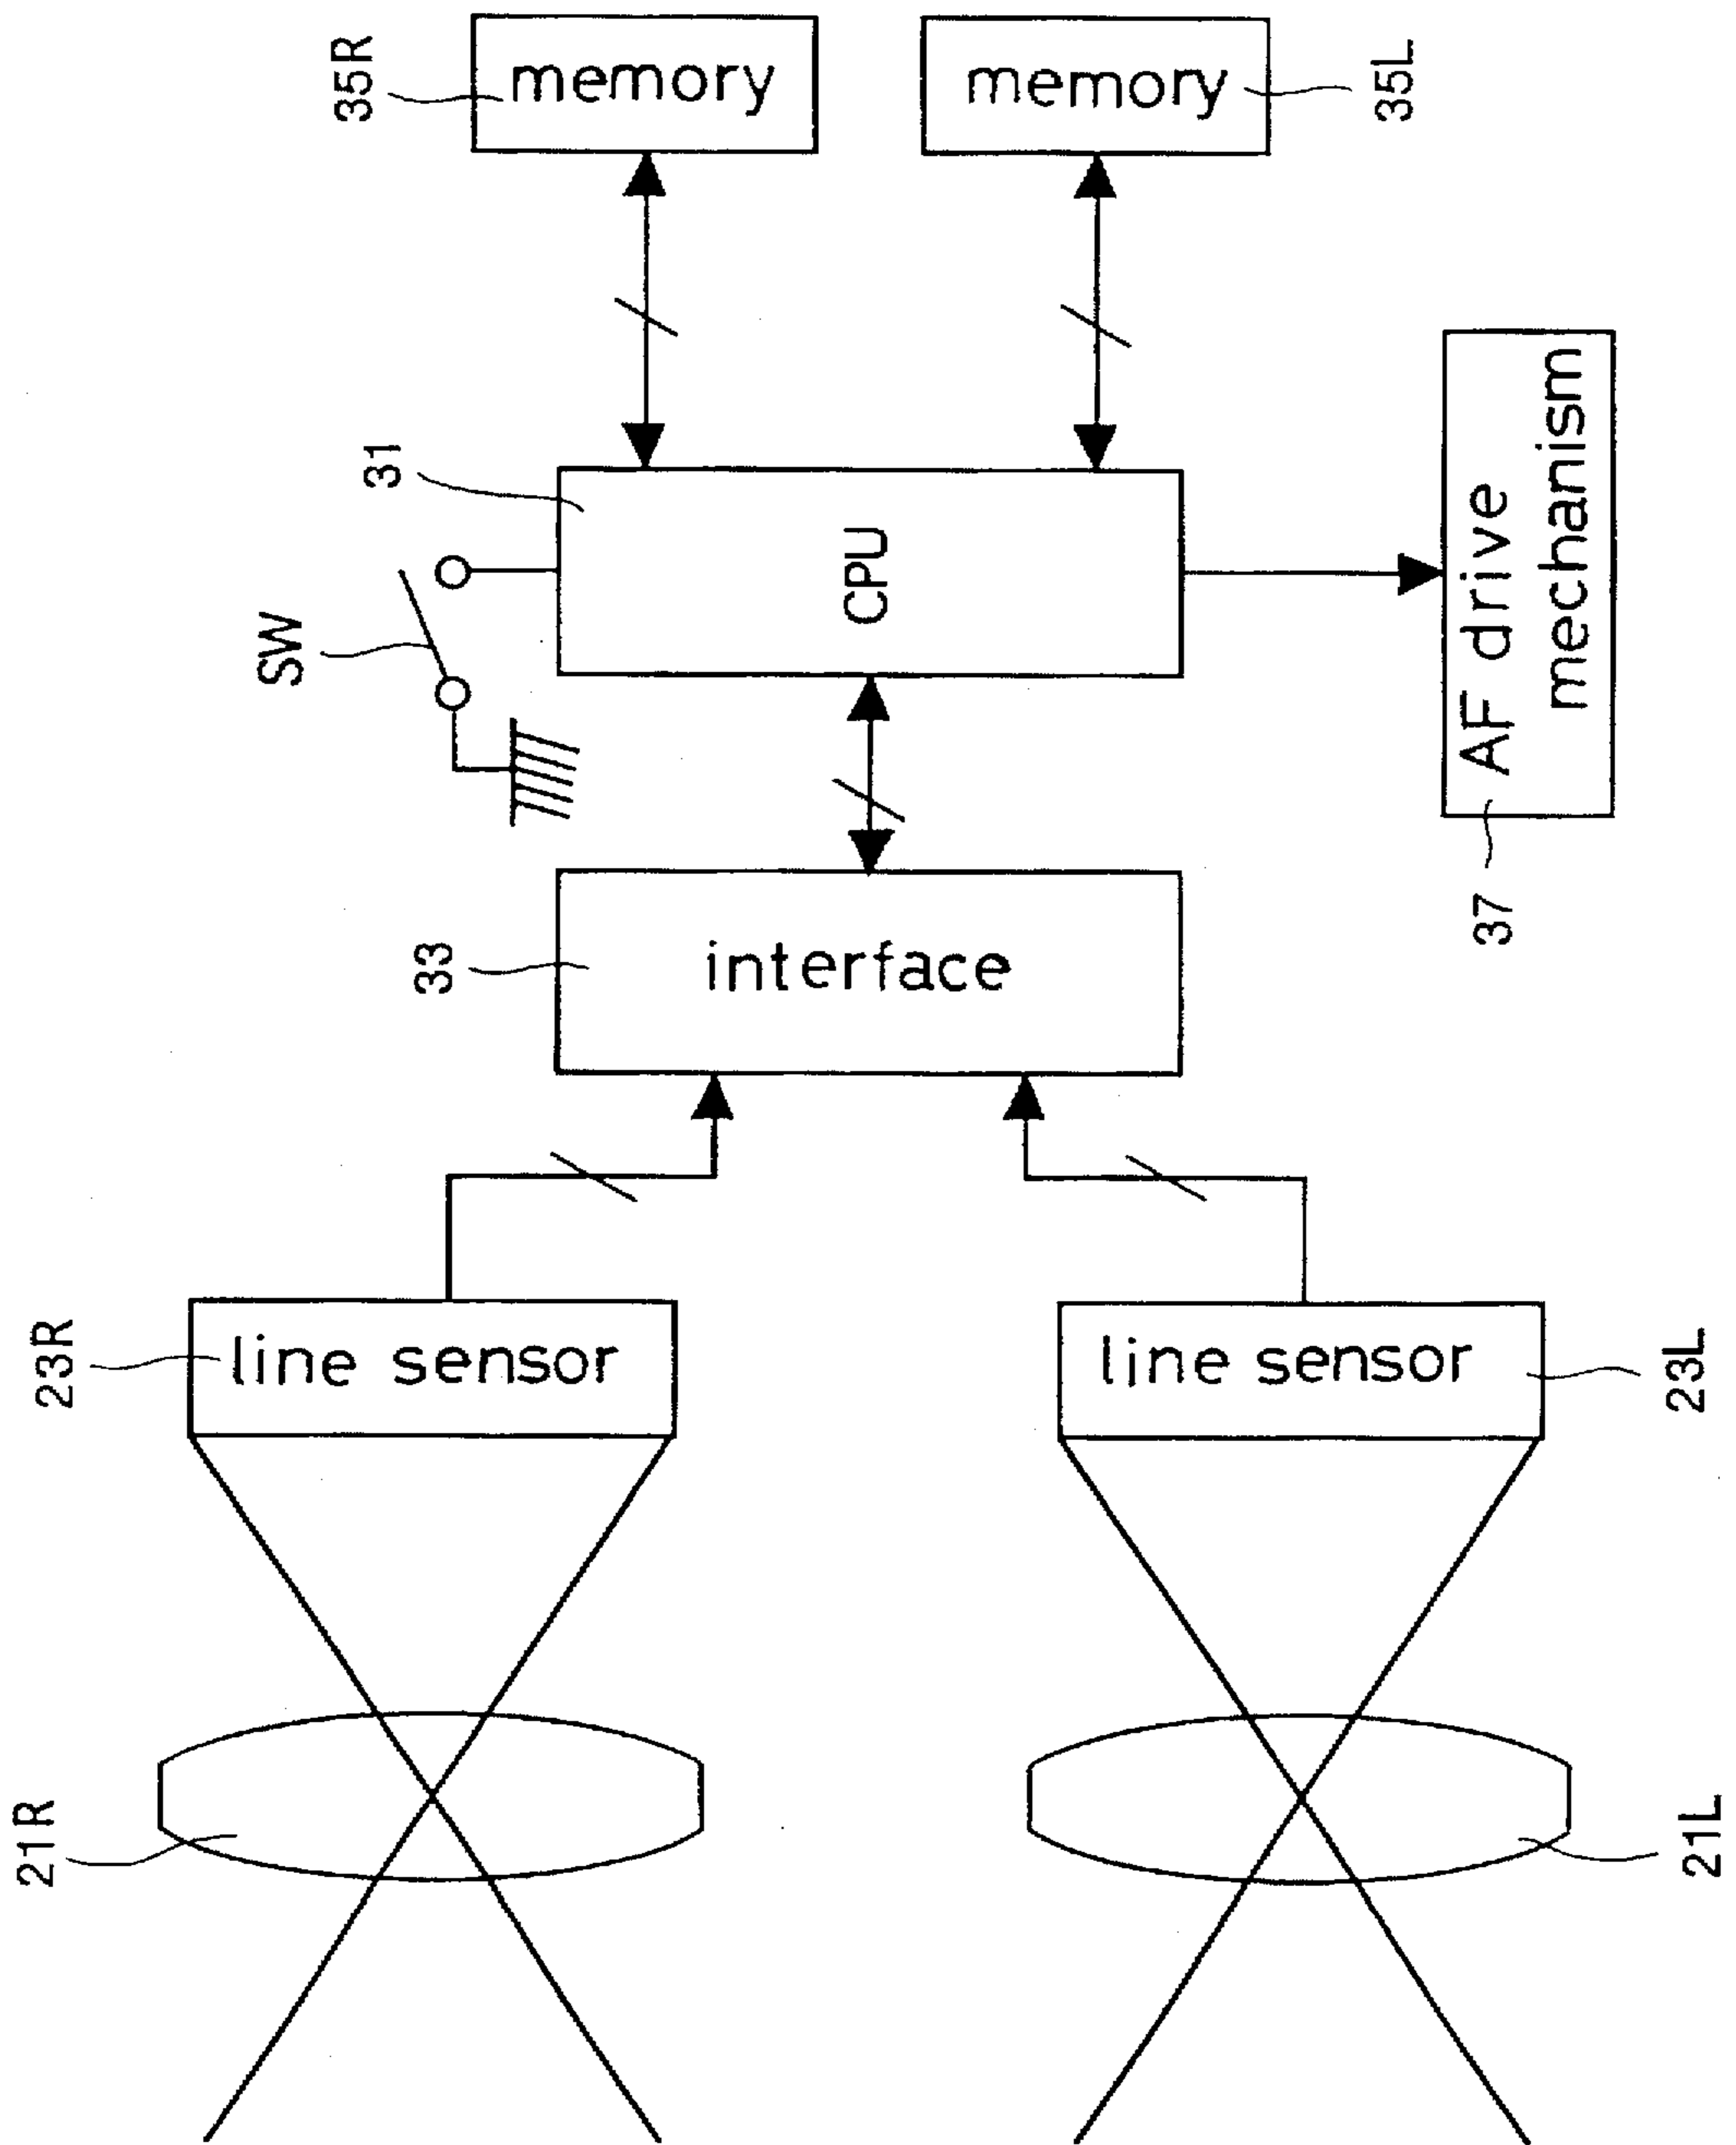 35R
memory
memory
35L
31
SW
CPU
AF drive
mechanism
37
33
interface
23R
line sensor
line sensor
23L
21R
21L